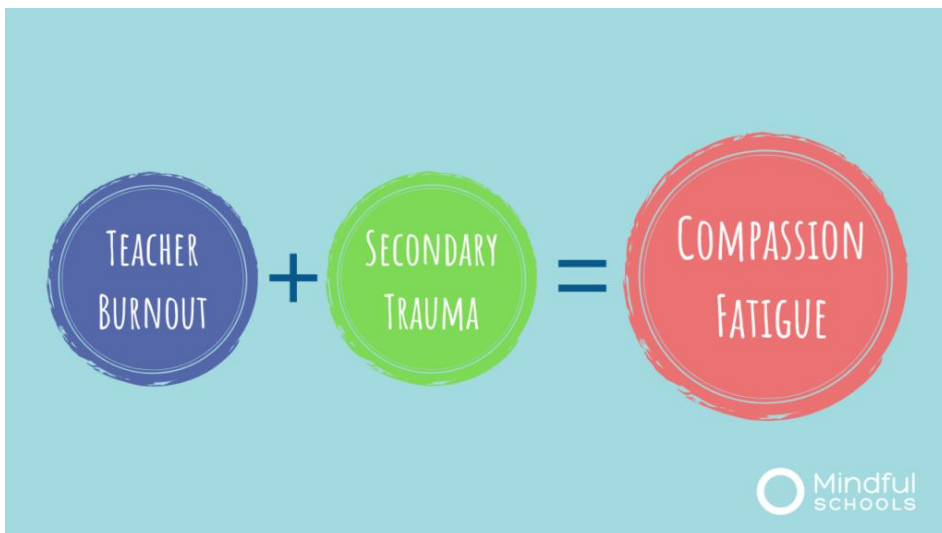 TEACHER
BURNOUT
+
SECONDARY
TRAUMA
=
COMPASSION
FATIGUE
Mindful
SCHOOLS